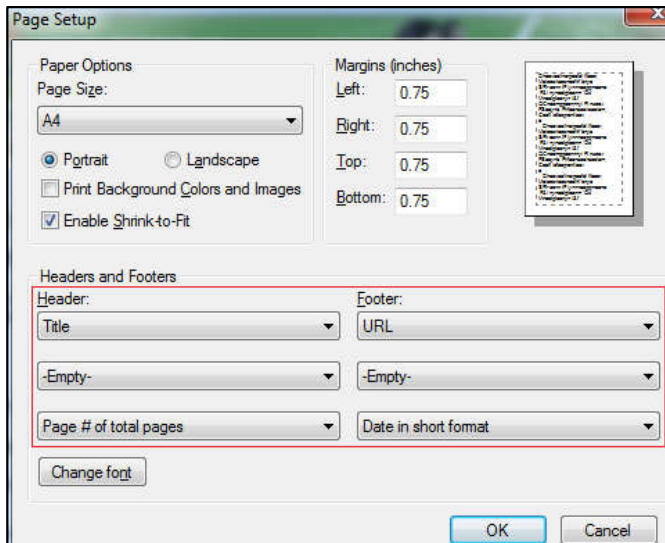 Page Setup
Paper Options
Page Size:
A4
Portrait
Landscape
Print Background Colors and Images
Enable Shrink-to-Fit
Margins (inches)
Left: 0.75
Right: 0.75
Top: 0.75
Bottom: 0.75
Headers and Footers
Header:
Footer:
Title
URL
-Empty-
-Empty-
Page # of total pages
Date in short format
Change font
OK
Cancel